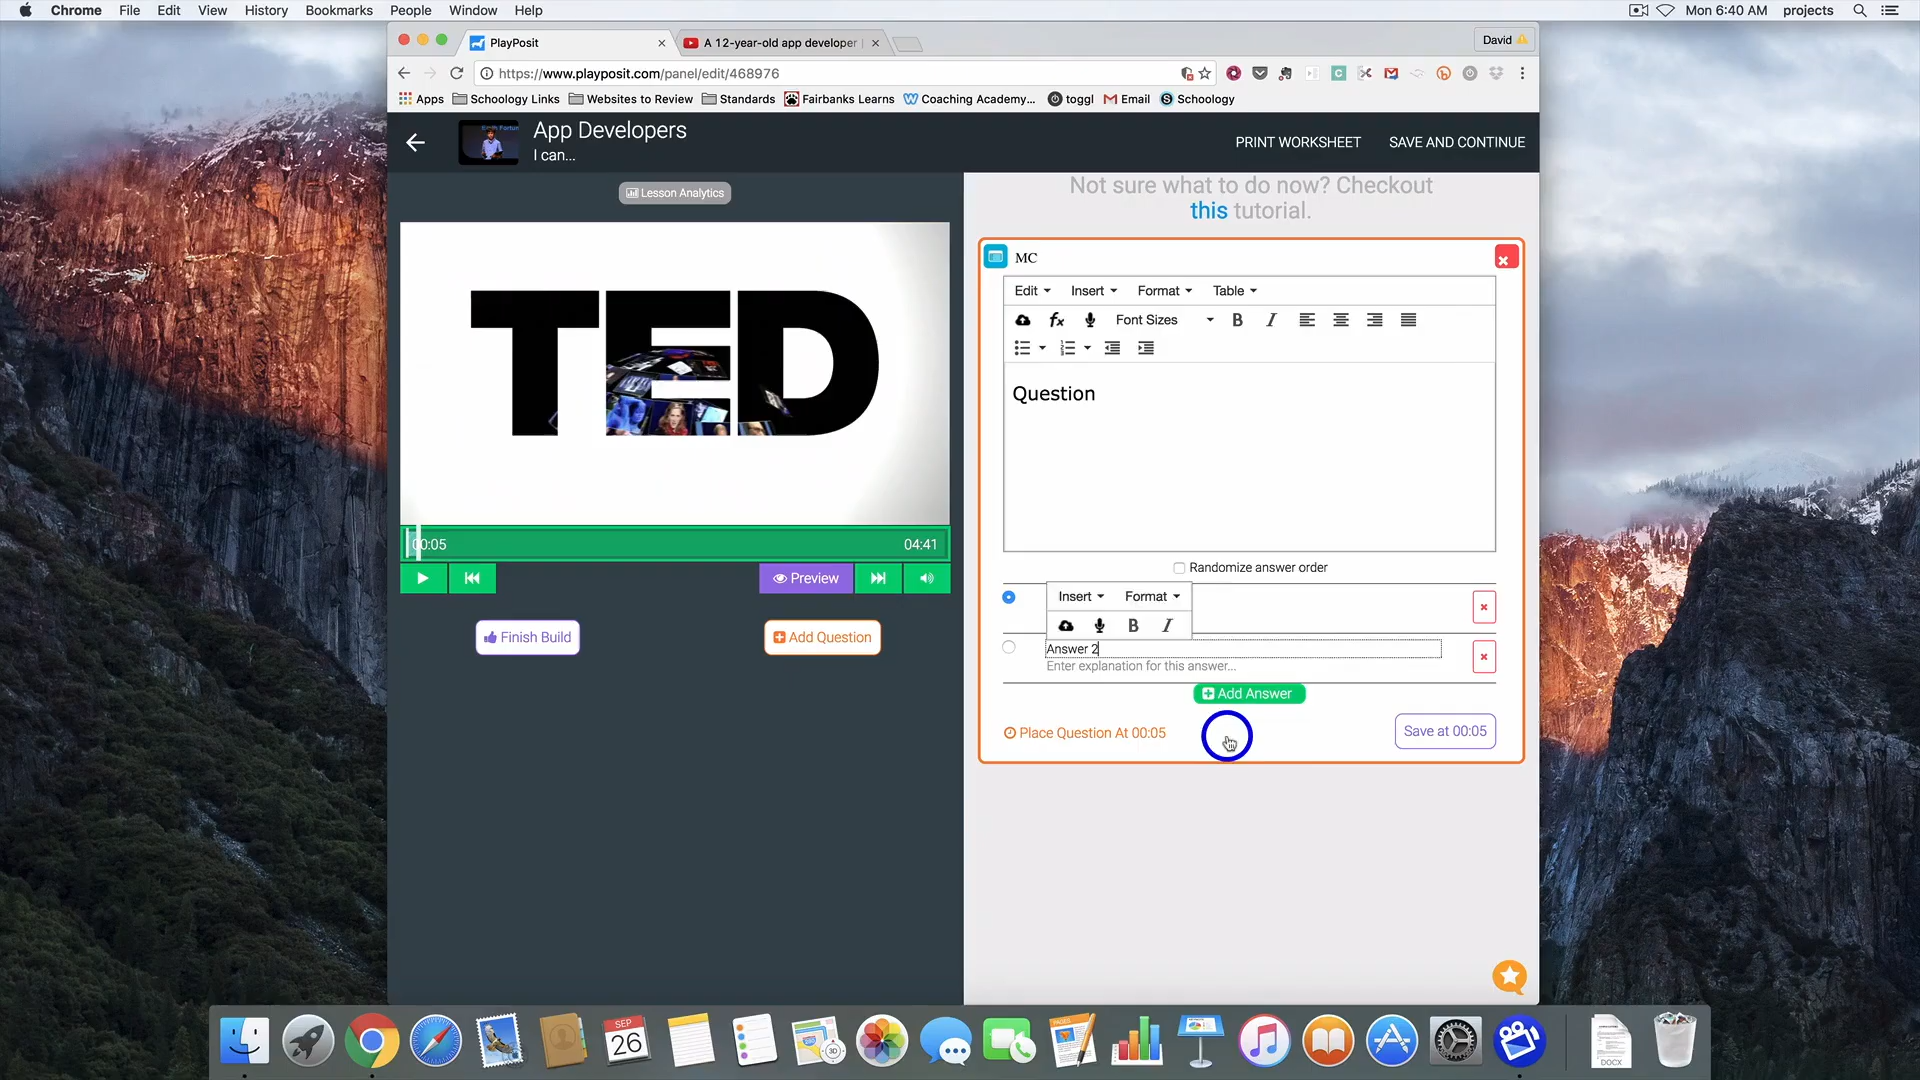 Chrome File Edit View History Bookmarks People Window Help Mon 6:40 AM projects
PlayPosit A 12-year-old app developer David
https://www.playposit.com/panel/edit/468976
Apps Schoology Links Websites to Review Standards Fairbanks Learns Coaching Academy... toggl Email Schoology
App Developers
I can...
PRINT WORKSHEET SAVE AND CONTINUE
Lesson Analytics
TED
00:05 04:41
Preview
Finish Build Add Question
Not sure what to do now? Checkout
this tutorial.
MC
Edit Insert Format Table
fx Font Sizes B I
Question
Randomize answer order
Insert Format
B I
Answer 2
Enter explanation for this answer...
Add Answer
Place Question At 00:05 Save at 00:05
SEP
26
3D
PAGES
DOCX